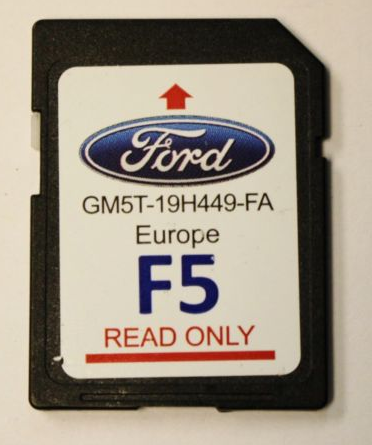 Ford
GM5T-19H449-FA
Europe
F5
READ ONLY